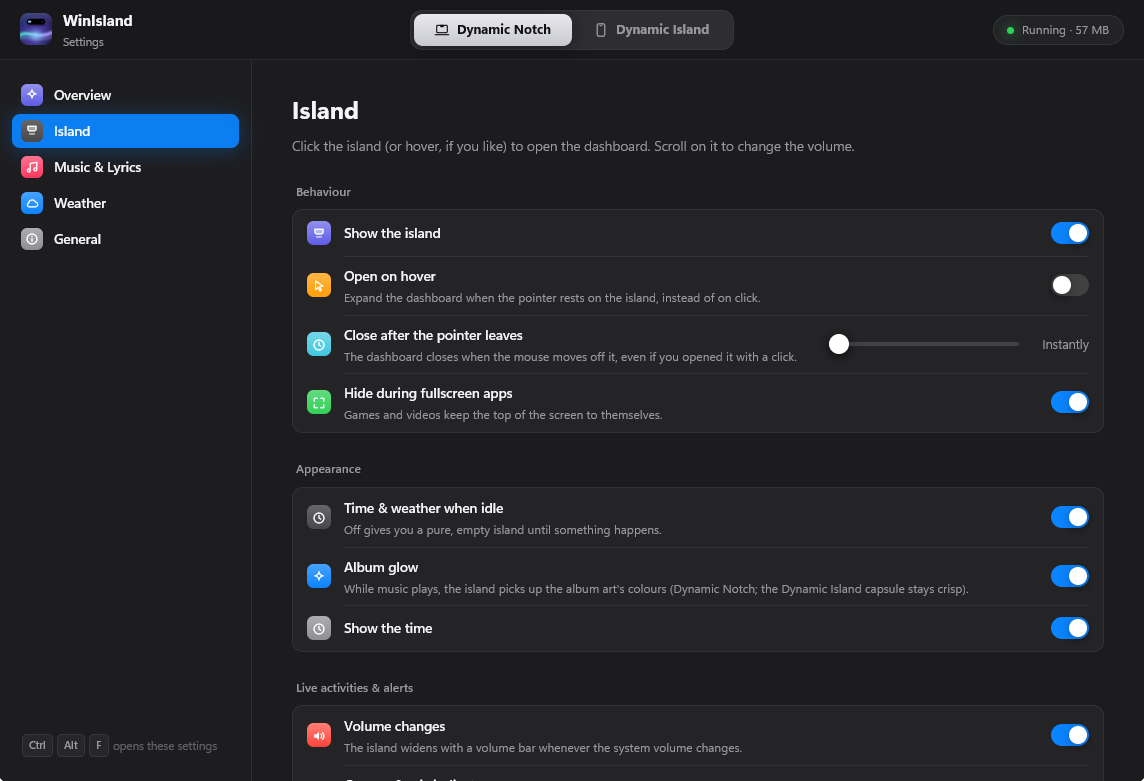 WinIsland
Settings
Dynamic Notch
Dynamic Island
Running · 57 MB
Overview
Island
Music & Lyrics
Weather
General
Ctrl Alt F opens these settings
Island
Click the island (or hover, if you like) to open the dashboard. Scroll on it to change the volume.
Behaviour
Show the island
Open on hover
Expand the dashboard when the pointer rests on the island, instead of on click.
Close after the pointer leaves
The dashboard closes when the mouse moves off it, even if you opened it with a click.
Instantly
Hide during fullscreen apps
Games and videos keep the top of the screen to themselves.
Appearance
Time & weather when idle
Off gives you a pure, empty island until something happens.
Album glow
While music plays, the island picks up the album art's colours (Dynamic Notch; the Dynamic Island capsule stays crisp).
Show the time
Live activities & alerts
Volume changes
The island widens with a volume bar whenever the system volume changes.